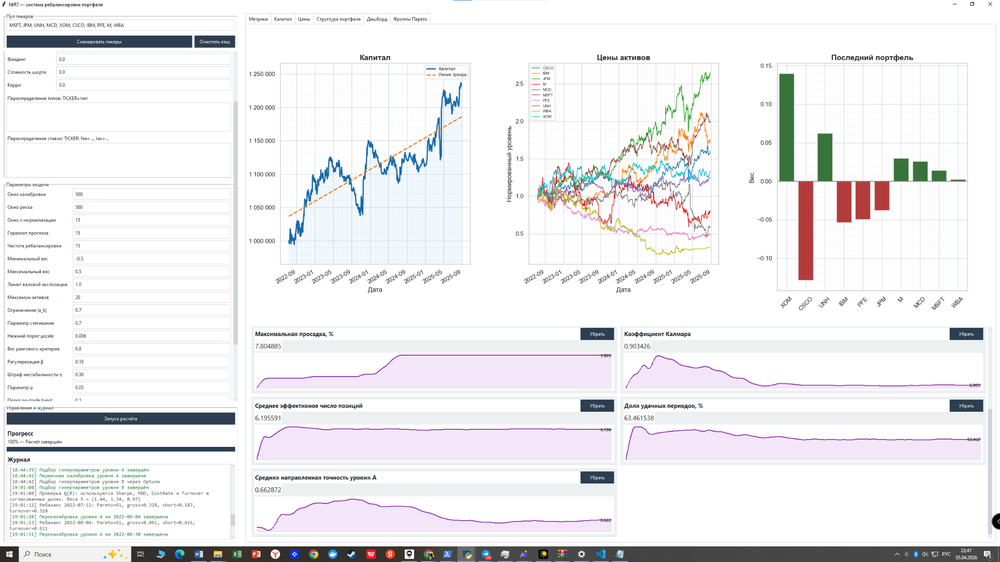 NIR7 — система ребалансировки портфеля
Пул тикеров
MSFT, JPM, UNH, MCD, XOM, CSCO, IBM, PFE, M, WBA
Сканировать тикеры
Очистить кэш
Фандинг
0.0
Стоимость шорта
0.0
Керри
0.0
Переопределение типов: TICKER=тип
Переопределение ставок: TICKER: fee=..., tax=...
Параметры модели
Окно калибровки
500
Окно риска
500
Окно z-нормализации
15
Горизонт прогноза
15
Частота ребалансировки
15
Минимальный вес
-0.5
Максимальный вес
0.5
Лимит валовой экспозиции
1.0
Максимум активов
20
Ограничение |a_k|
0.7
Параметр стягивания
0.7
Нижний порог μscale
0.006
Вес рангового критерия
0.8
Регуляризация β
0.18
Штраф нестабильности η
0.30
Параметр ρ
0.05
Порог no-trade band
0.1
Управление и журнал
Запуск расчёта
Прогресс
100% — Расчёт завершён
Журнал
[18:44:35] Подбор гиперпараметров уровня A завершён
[18:44:42] Первичная калибровка уровня A завершена
[18:44:42] Подбор гиперпараметров уровня B через Optuna
[19:01:08] Подбор гиперпараметров уровня B завершён
[19:01:08] Проверка Q(B): используются Sharpe, MDD, CostRate и Turnover в
согласованных долях. Веса λ = (1.44, 1.34, 0.97)
[19:01:12] Ребаланс 2022-07-12: Pareto=61, gross=0.328, short=0.187,
turnover=0.328
[19:01:20] Перекалибровка уровня A на 2022-08-04 завершена
[19:01:23] Ребаланс 2022-08-04: Pareto=61, gross=0.491, short=0.416,
turnover=0.611
[19:01:31] Перекалибровка уровня A на 2022-08-30 завершена
Метрики
Капитал
Цены
Структура портфеля
Дашборд
Фронты Парето
Капитал
Капитал
Линия тренда
1 250 000
1 200 000
1 150 000
1 100 000
1 050 000
1 000 000
2022-09
2023-01
2023-05
2023-09
2024-01
2024-05
2024-09
2025-01
2025-05
2025-09
Дата
Цены активов
CSCO
IBM
JPM
M
MCD
MSFT
PFE
UNH
WBA
XOM
Нормированный уровень
2.5
2.0
1.5
1.0
0.5
2022-09
2023-01
2023-05
2023-09
2024-01
2024-05
2024-09
2025-01
2025-05
2025-09
Дата
Последний портфель
Вес
0.15
0.10
0.05
0.00
−0.05
−0.10
XOM
CSCO
UNH
IBM
PFE
JPM
M
MCD
MSFT
WBA
Максимальная просадка, %
Убрать
7.804885
7.805
Коэффициент Калмара
Убрать
0.903426
0.903
Среднее эффективное число позиций
Убрать
6.195591
6.196
Доля удачных периодов, %
Убрать
63.461538
63.462
Средняя направленная точность уровня A
Убрать
0.662872
0.663
Поиск
РУС
22:47
05.04.2026